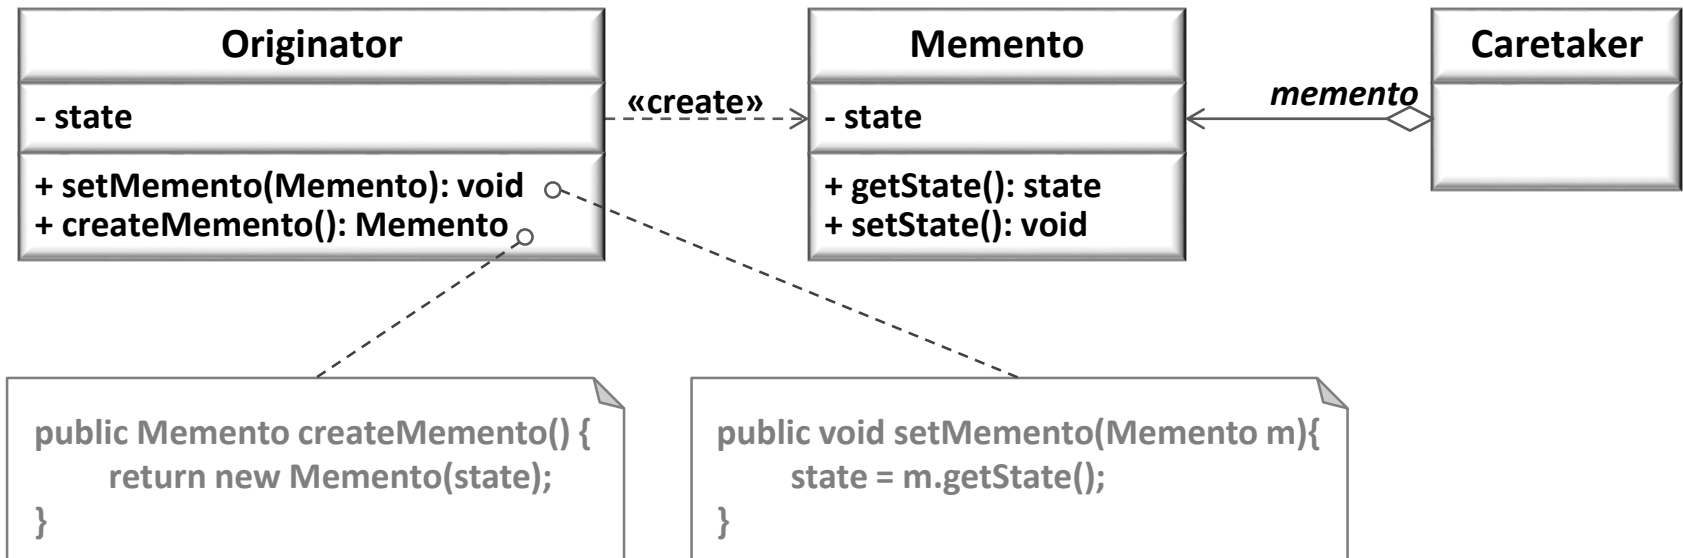 Originator
- state
+ setMemento(Memento): void
+ createMemento(): Memento
«create»
Memento
- state
+ getState(): state
+ setState(): void
memento
Caretaker
public Memento createMemento() {
return new Memento(state);
}
public void setMemento(Memento m){
state = m.getState();
}